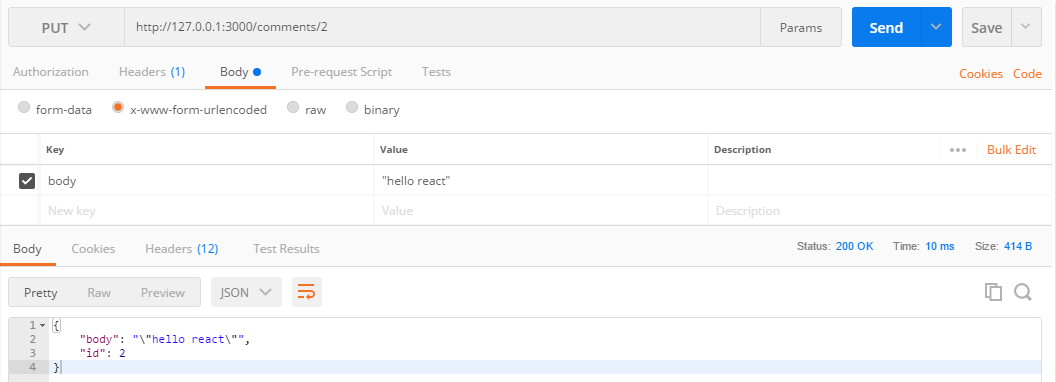 PUT http://127.0.0.1:3000/comments/2 Params Send Save
Authorization Headers (1) Body Pre-request Script Tests Cookies Code
form-data x-www-form-urlencoded raw binary
Key Value Description Bulk Edit
body "hello react"
New key Value Description
Body Cookies Headers (12) Test Results Status: 200 OK Time: 10 ms Size: 414 B
Pretty Raw Preview JSON
1 {
2 "body": "\"hello react\"",
3 "id": 2
4 }